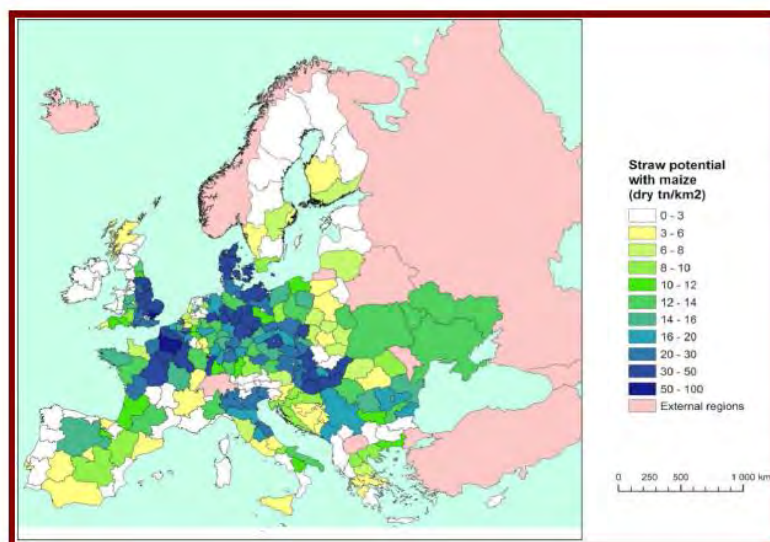 Straw potential
with maize
(dry tn/km2)
0 - 3
3 - 6
6 - 8
8 - 10
10 - 12
12 - 14
14 - 16
16 - 20
20 - 30
30 - 50
50 - 100
External regions
0 250 500 1 000 km